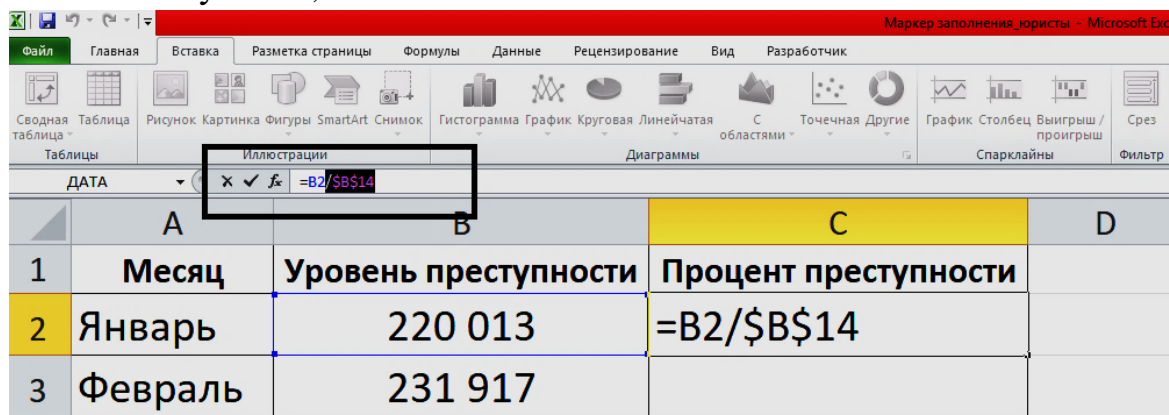 Маркер заполнения_юристы - Microsoft Exc
Файл Главная Вставка Разметка страницы Формулы Данные Рецензирование Вид Разработчик
Сводная таблица Таблица Рисунок Картинка Фигуры SmartArt Снимок Гистограмма График Круговая Линейчатая С областями Точечная Другие График Столбец Выигрыш / проигрыш Срез
Таблицы Иллюстрации Диаграммы Спарклайны Фильтр
ДАТА fx =B2/$B$14
A B C D
1 Месяц Уровень преступности Процент преступности
2 Январь 220 013 =B2/$B$14
3 Февраль 231 917